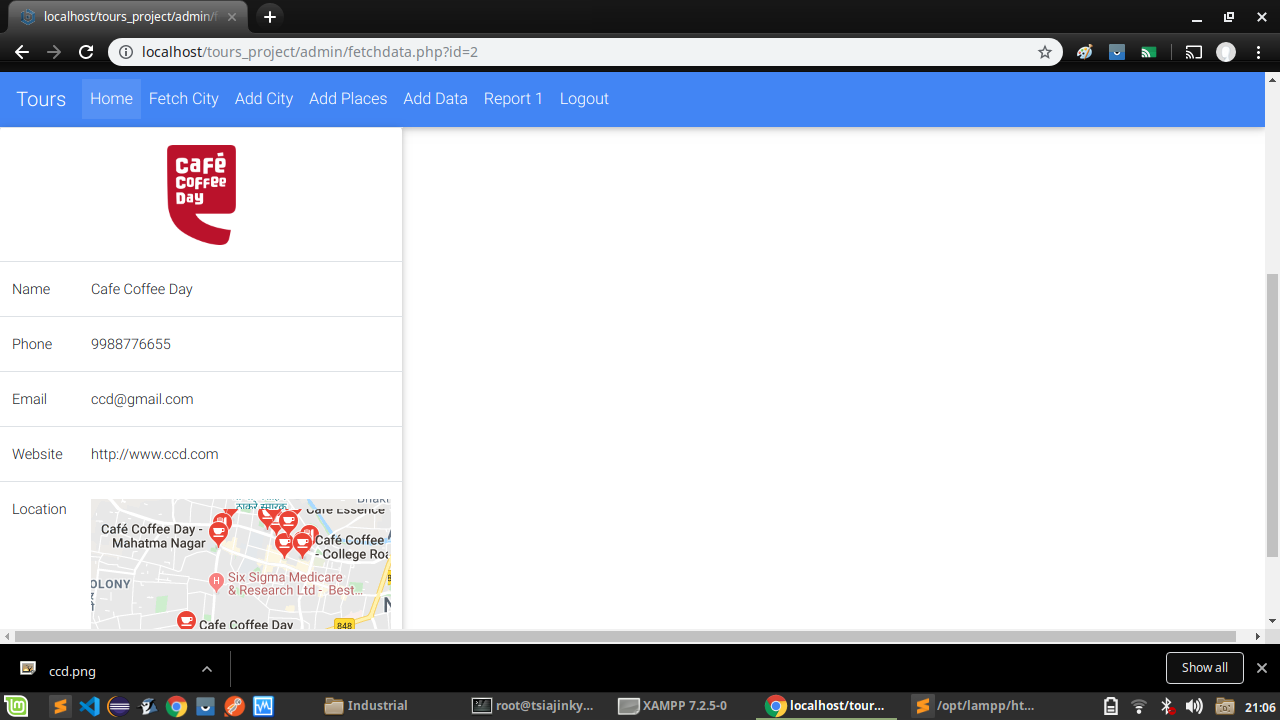 localhost/tours_project/admin/f
localhost/tours_project/admin/fetchdata.php?id=2
Tours Home Fetch City Add City Add Places Add Data Report 1 Logout
Café
Coffee
Day
Name Cafe Coffee Day
Phone 9988776655
Email ccd@gmail.com
Website http://www.ccd.com
Location
ठाकरे स्मारक
Cafe Essence
Café Coffee Day -
Mahatma Nagar
Café Coffee
- College Roa
H
Six Sigma Medicare
& Research Ltd - Best...
OLONY
N
Cafe Coffee Day
848
ccd.png
Show all
Industrial
root@tsiajinky...
XAMPP 7.2.5-0
localhost/tour...
/opt/lampp/ht...
21:06